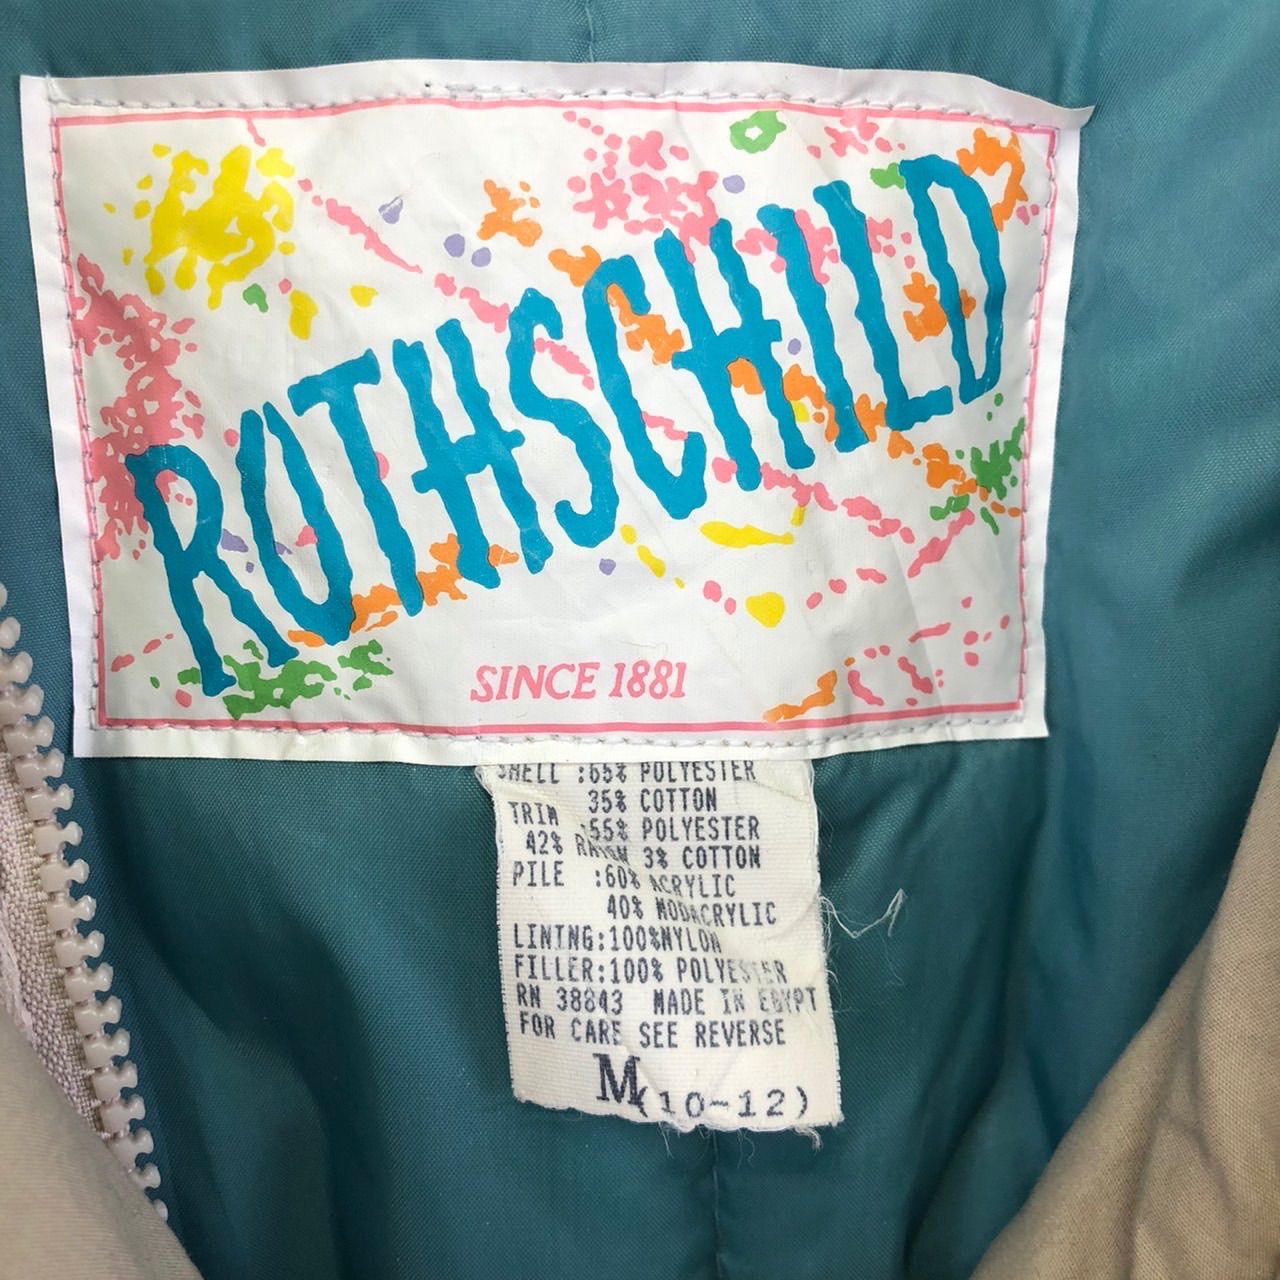 ROTHSCHILD
SINCE 1881
SHELL :65% POLYESTER
35% COTTON
TRIM :55% POLYESTER
42% RAYON 3% COTTON
PILE :60% ACRYLIC
40% MODACRYLIC
LINING:100%NYLON
FILLER:100% POLYESTER
RN 38843 MADE IN EGYPT
FOR CARE SEE REVERSE
M(10-12)